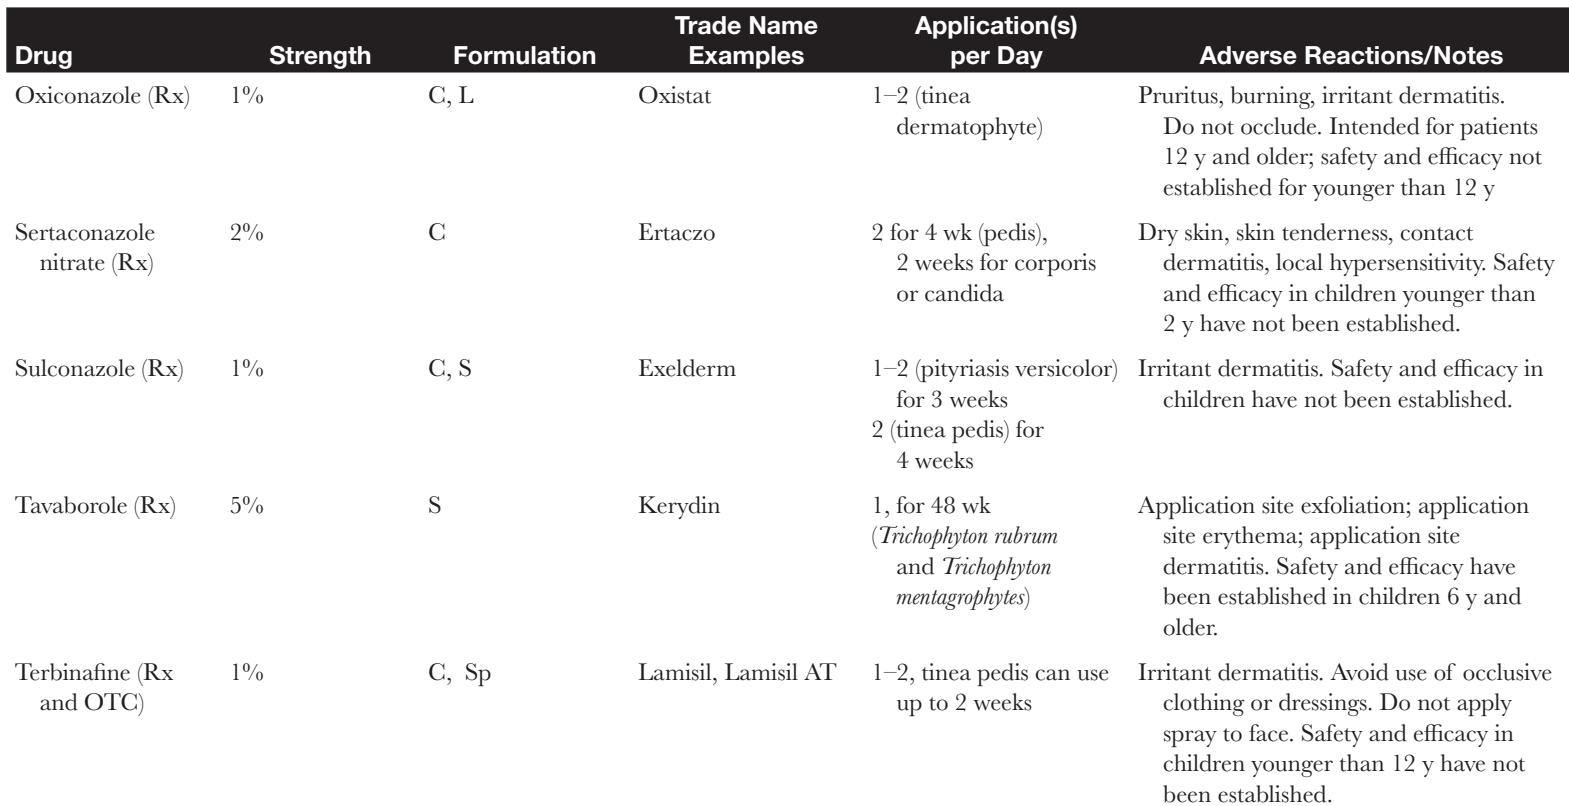 Drug Strength Formulation Trade Name Examples Application(s) per Day Adverse Reactions/Notes
Oxiconazole (Rx) 1% C, L Oxistat 1–2 (tinea Pruritus, burning, irritant dermatitis.
dermatophyte) Do not occlude. Intended for patients
12 y and older; safety and efficacy not
established for younger than 12 y
Sertaconazole 2% C Ertaczo 2 for 4 wk (pedis), Dry skin, skin tenderness, contact
nitrate (Rx) 2 weeks for corporis dermatitis, local hypersensitivity. Safety
or candida and efficacy in children younger than
2 y have not been established.
Sulconazole (Rx) 1% C, S Exelderm 1–2 (pityriasis versicolor) Irritant dermatitis. Safety and efficacy in
for 3 weeks children have not been established.
2 (tinea pedis) for
4 weeks
Tavaborole (Rx) 5% S Kerydin 1, for 48 wk Application site exfoliation; application
(Trichophyton rubrum site erythema; application site
and Trichophyton dermatitis. Safety and efficacy have
mentagrophytes) been established in children 6 y and
older.
Terbinafine (Rx 1% C, Sp Lamisil, Lamisil AT 1–2, tinea pedis can use Irritant dermatitis. Avoid use of occlusive
and OTC) up to 2 weeks clothing or dressings. Do not apply
spray to face. Safety and efficacy in
children younger than 12 y have not
been established.